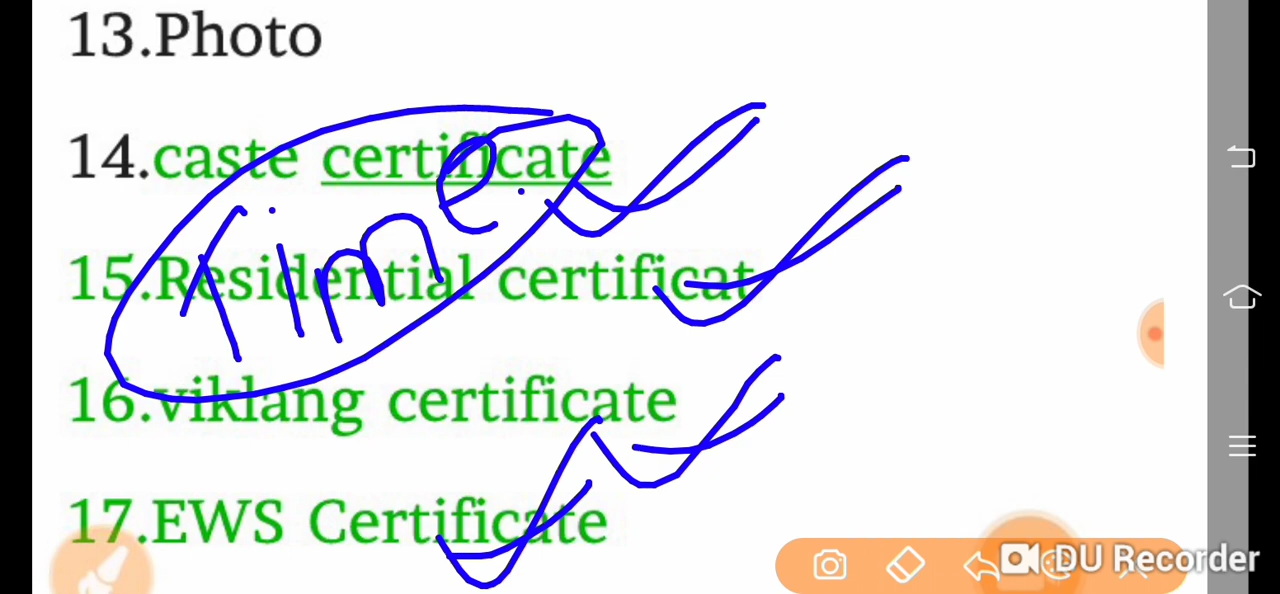 13.Photo
14.caste certificate
Time.
15.Residential certificat
16.viklang certificate
17.EWS Certificate
DU Recorder